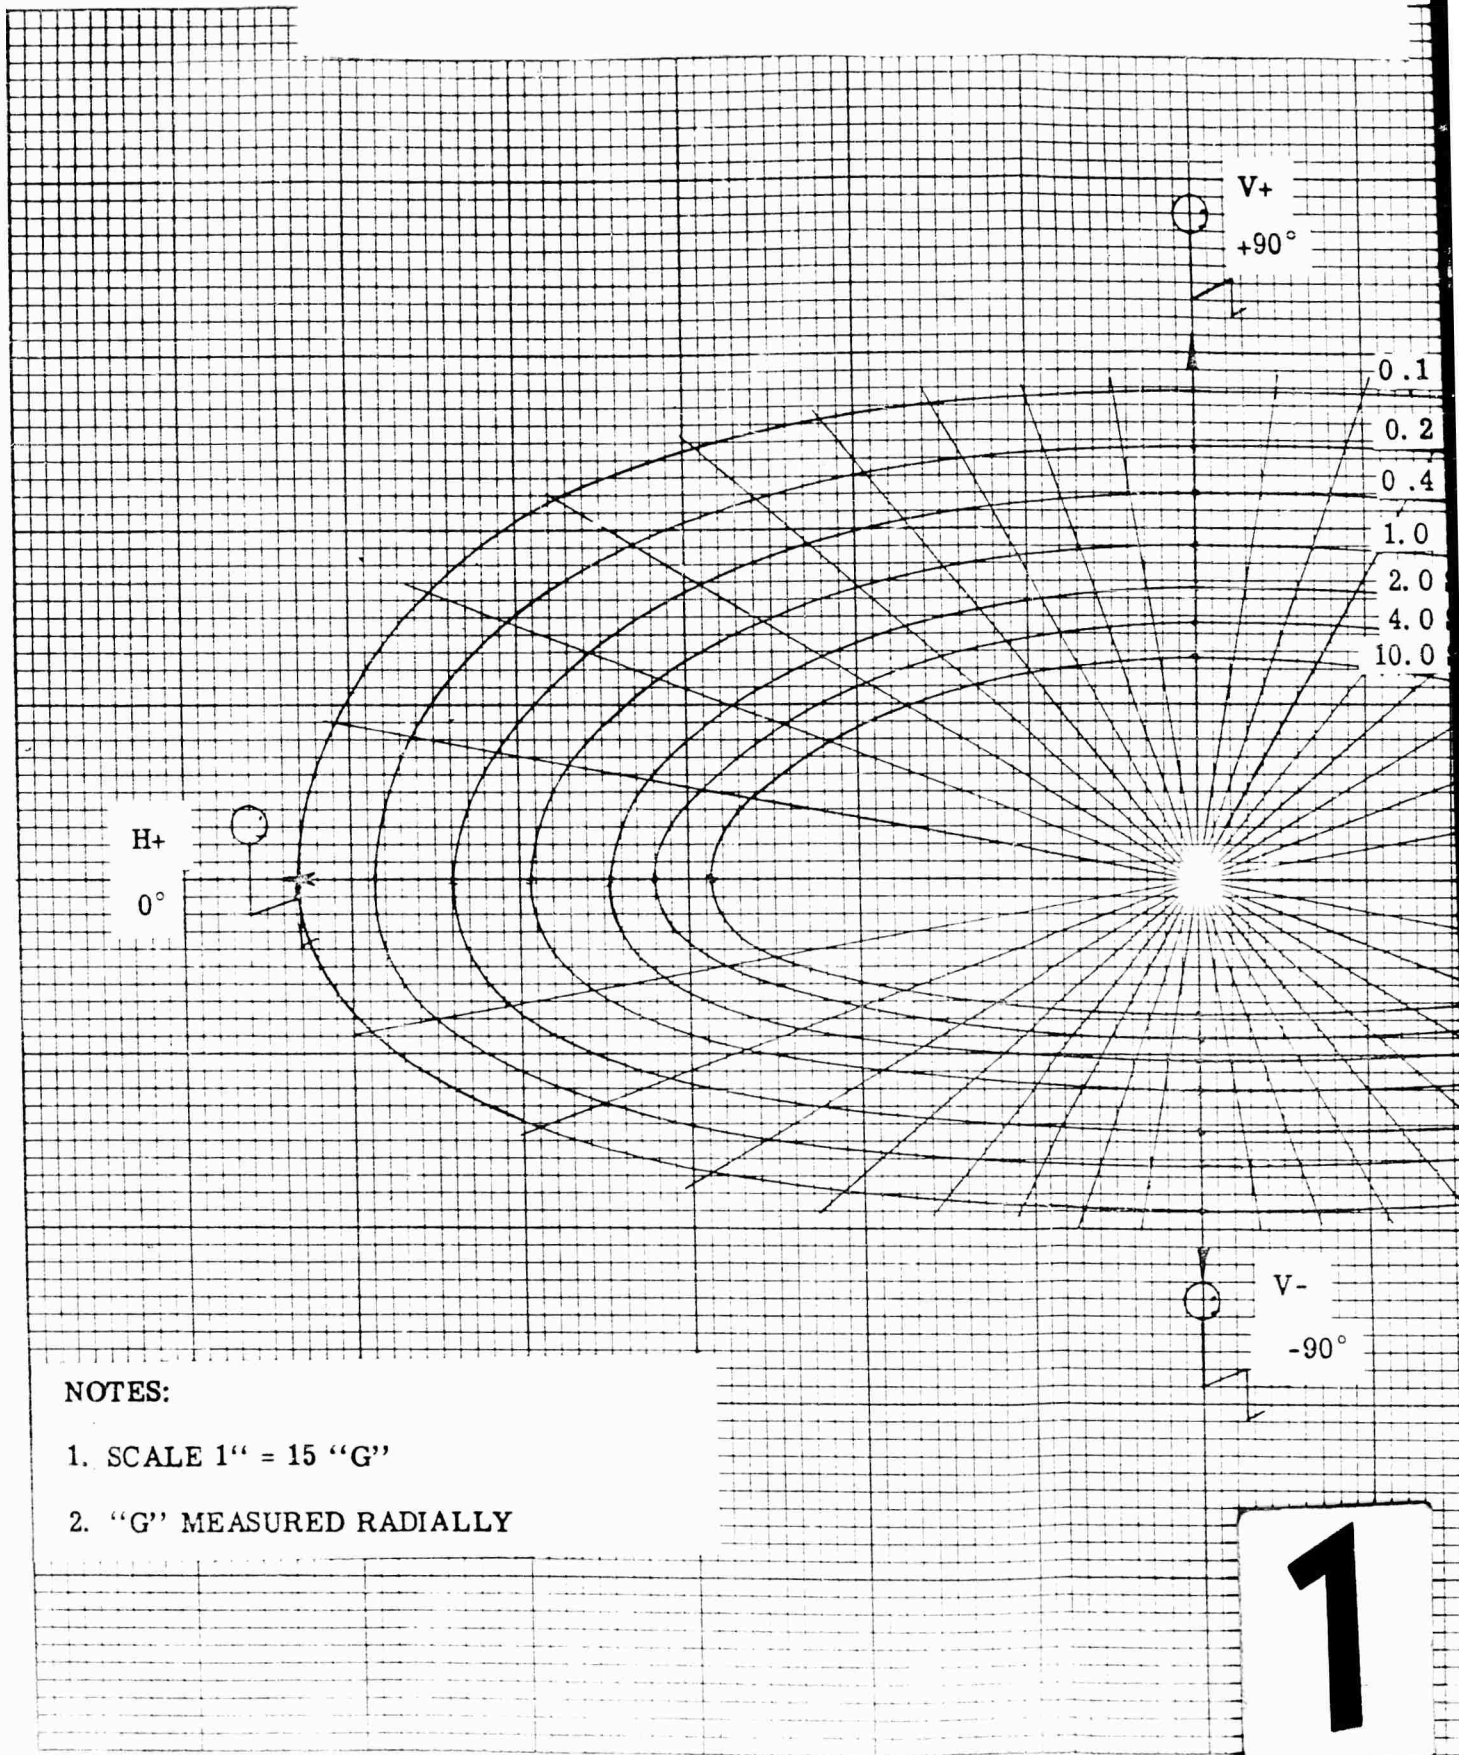 V+
+90°
0.1
0.2
0.4
1.0
2.0
4.0
10.0
H+
0°
V-
-90°
NOTES:
1. SCALE 1“ = 15 “G”
2. “G” MEASURED RADIALLY
1